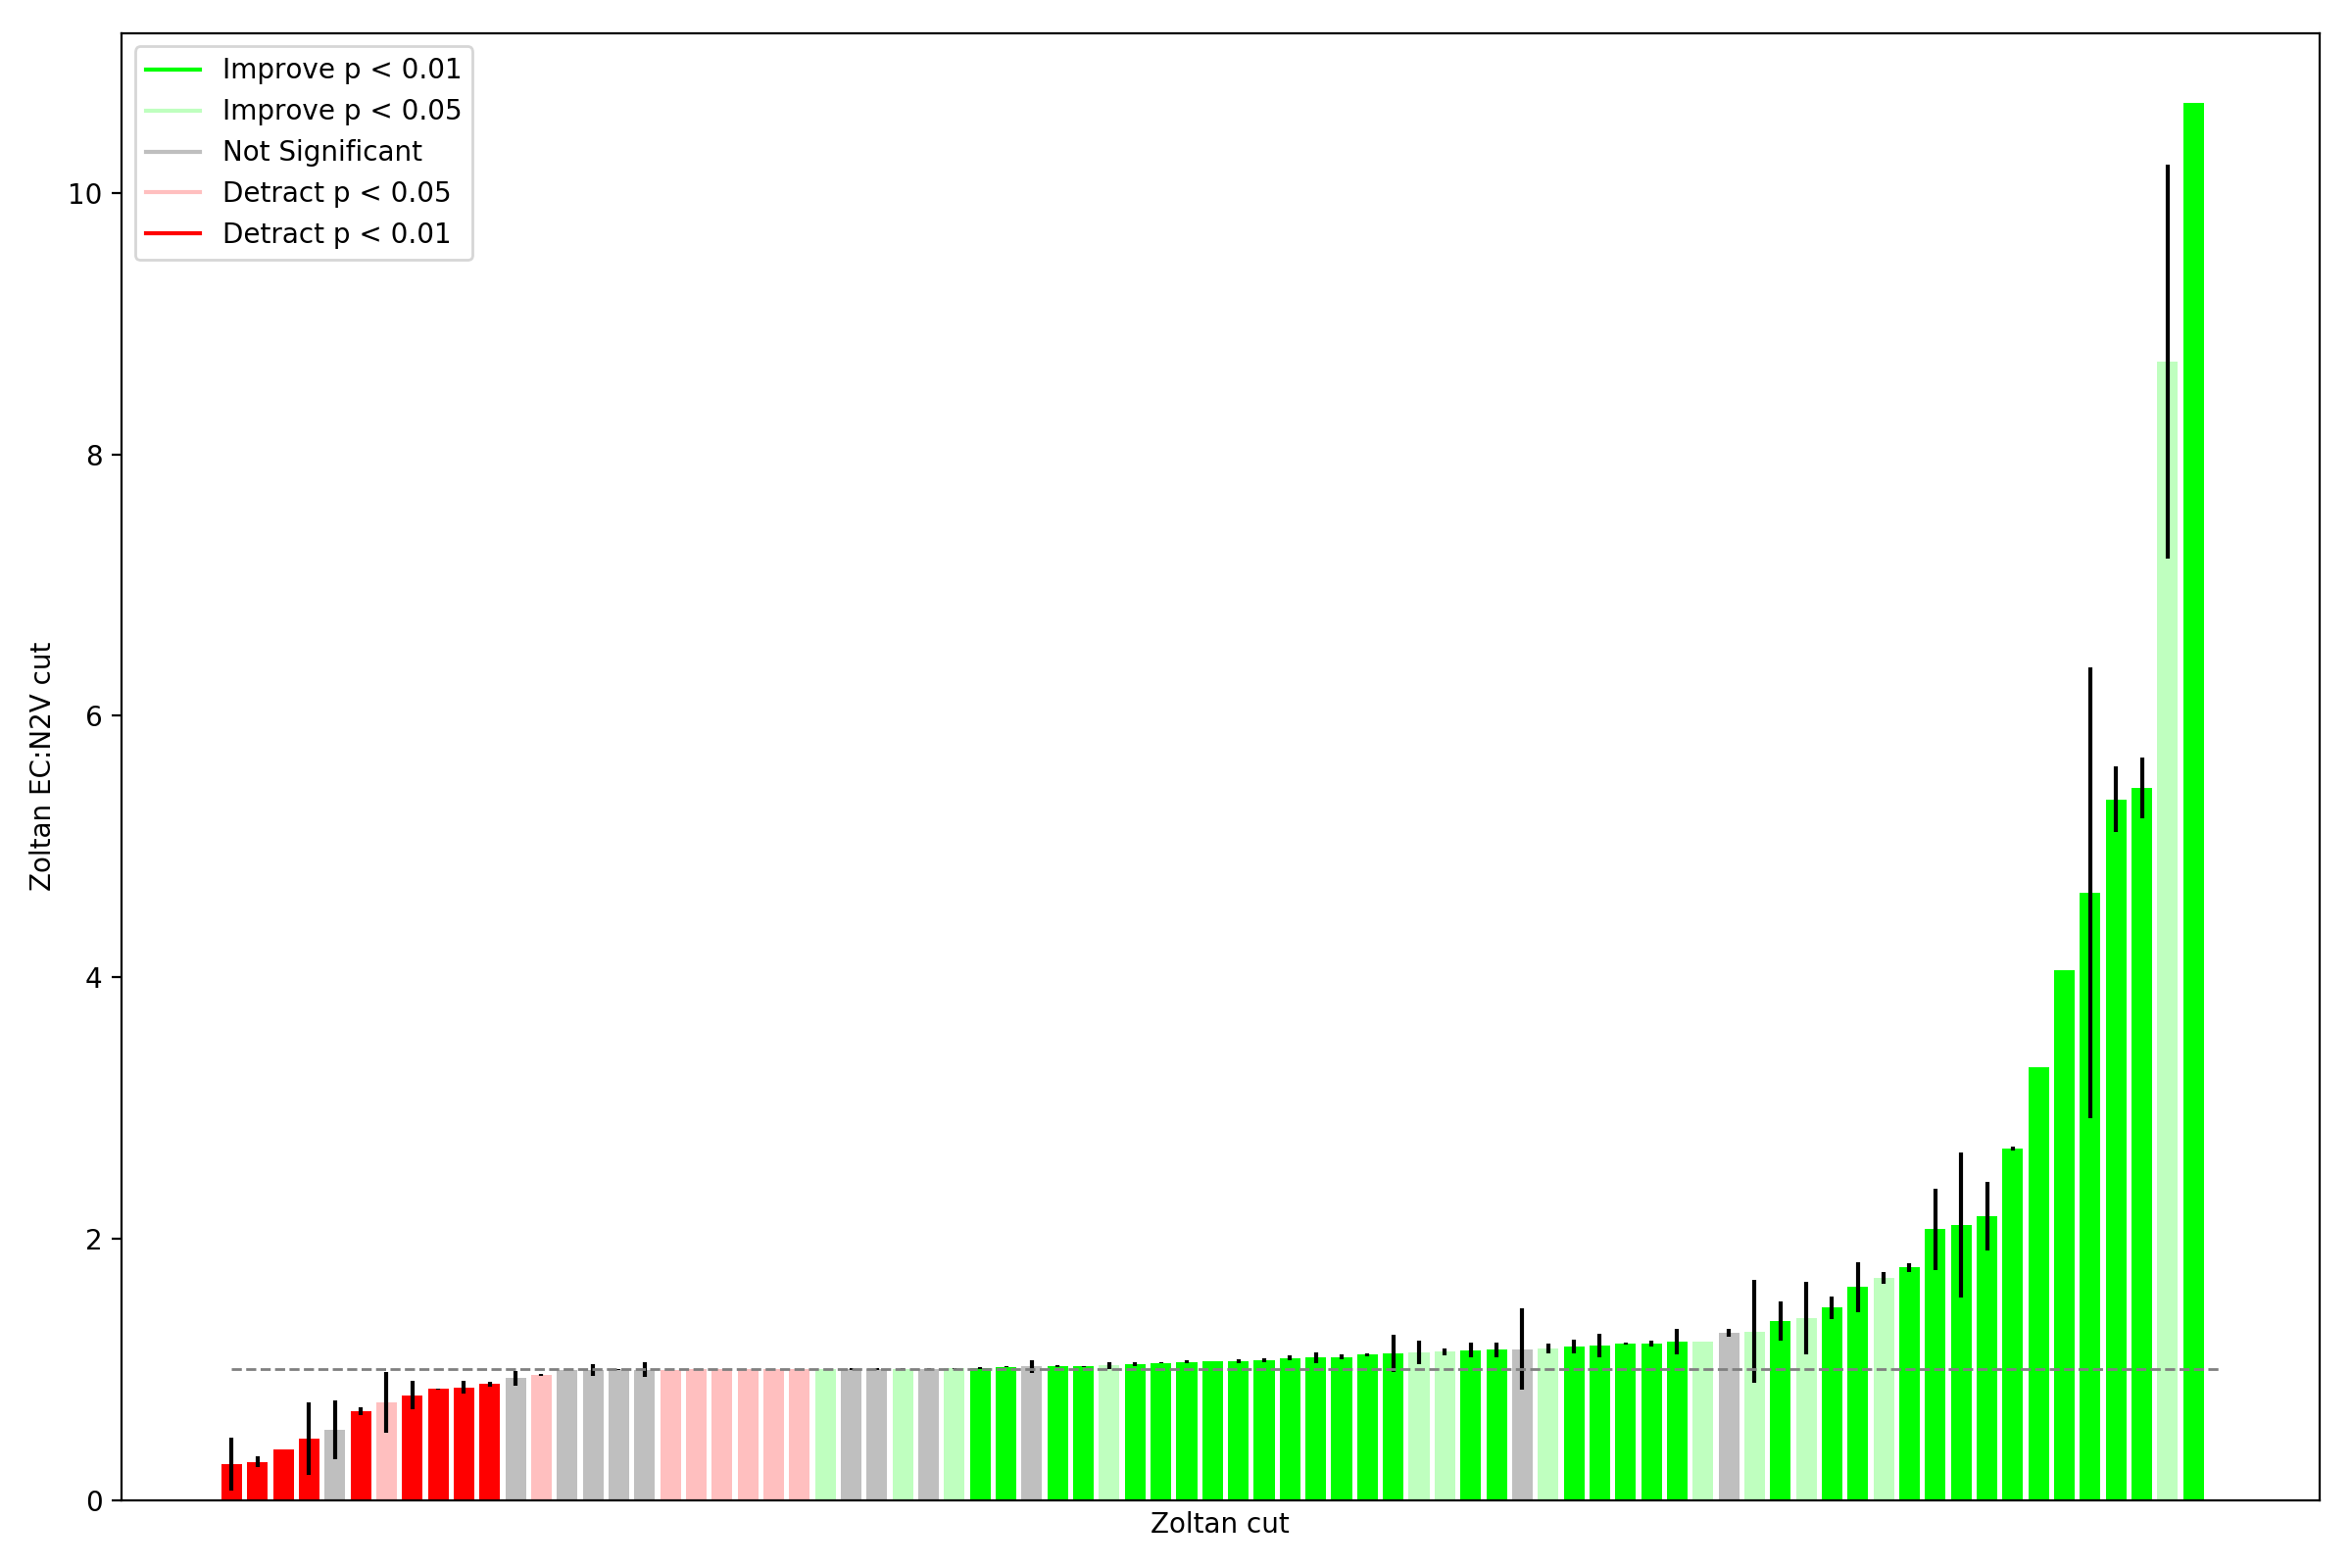 Improve p < 0.01
Improve p < 0.05
Not Significant
Detract p < 0.05
Detract p < 0.01
10
8
6
4
2
0
Zoltan EC:N2V cut
Zoltan cut